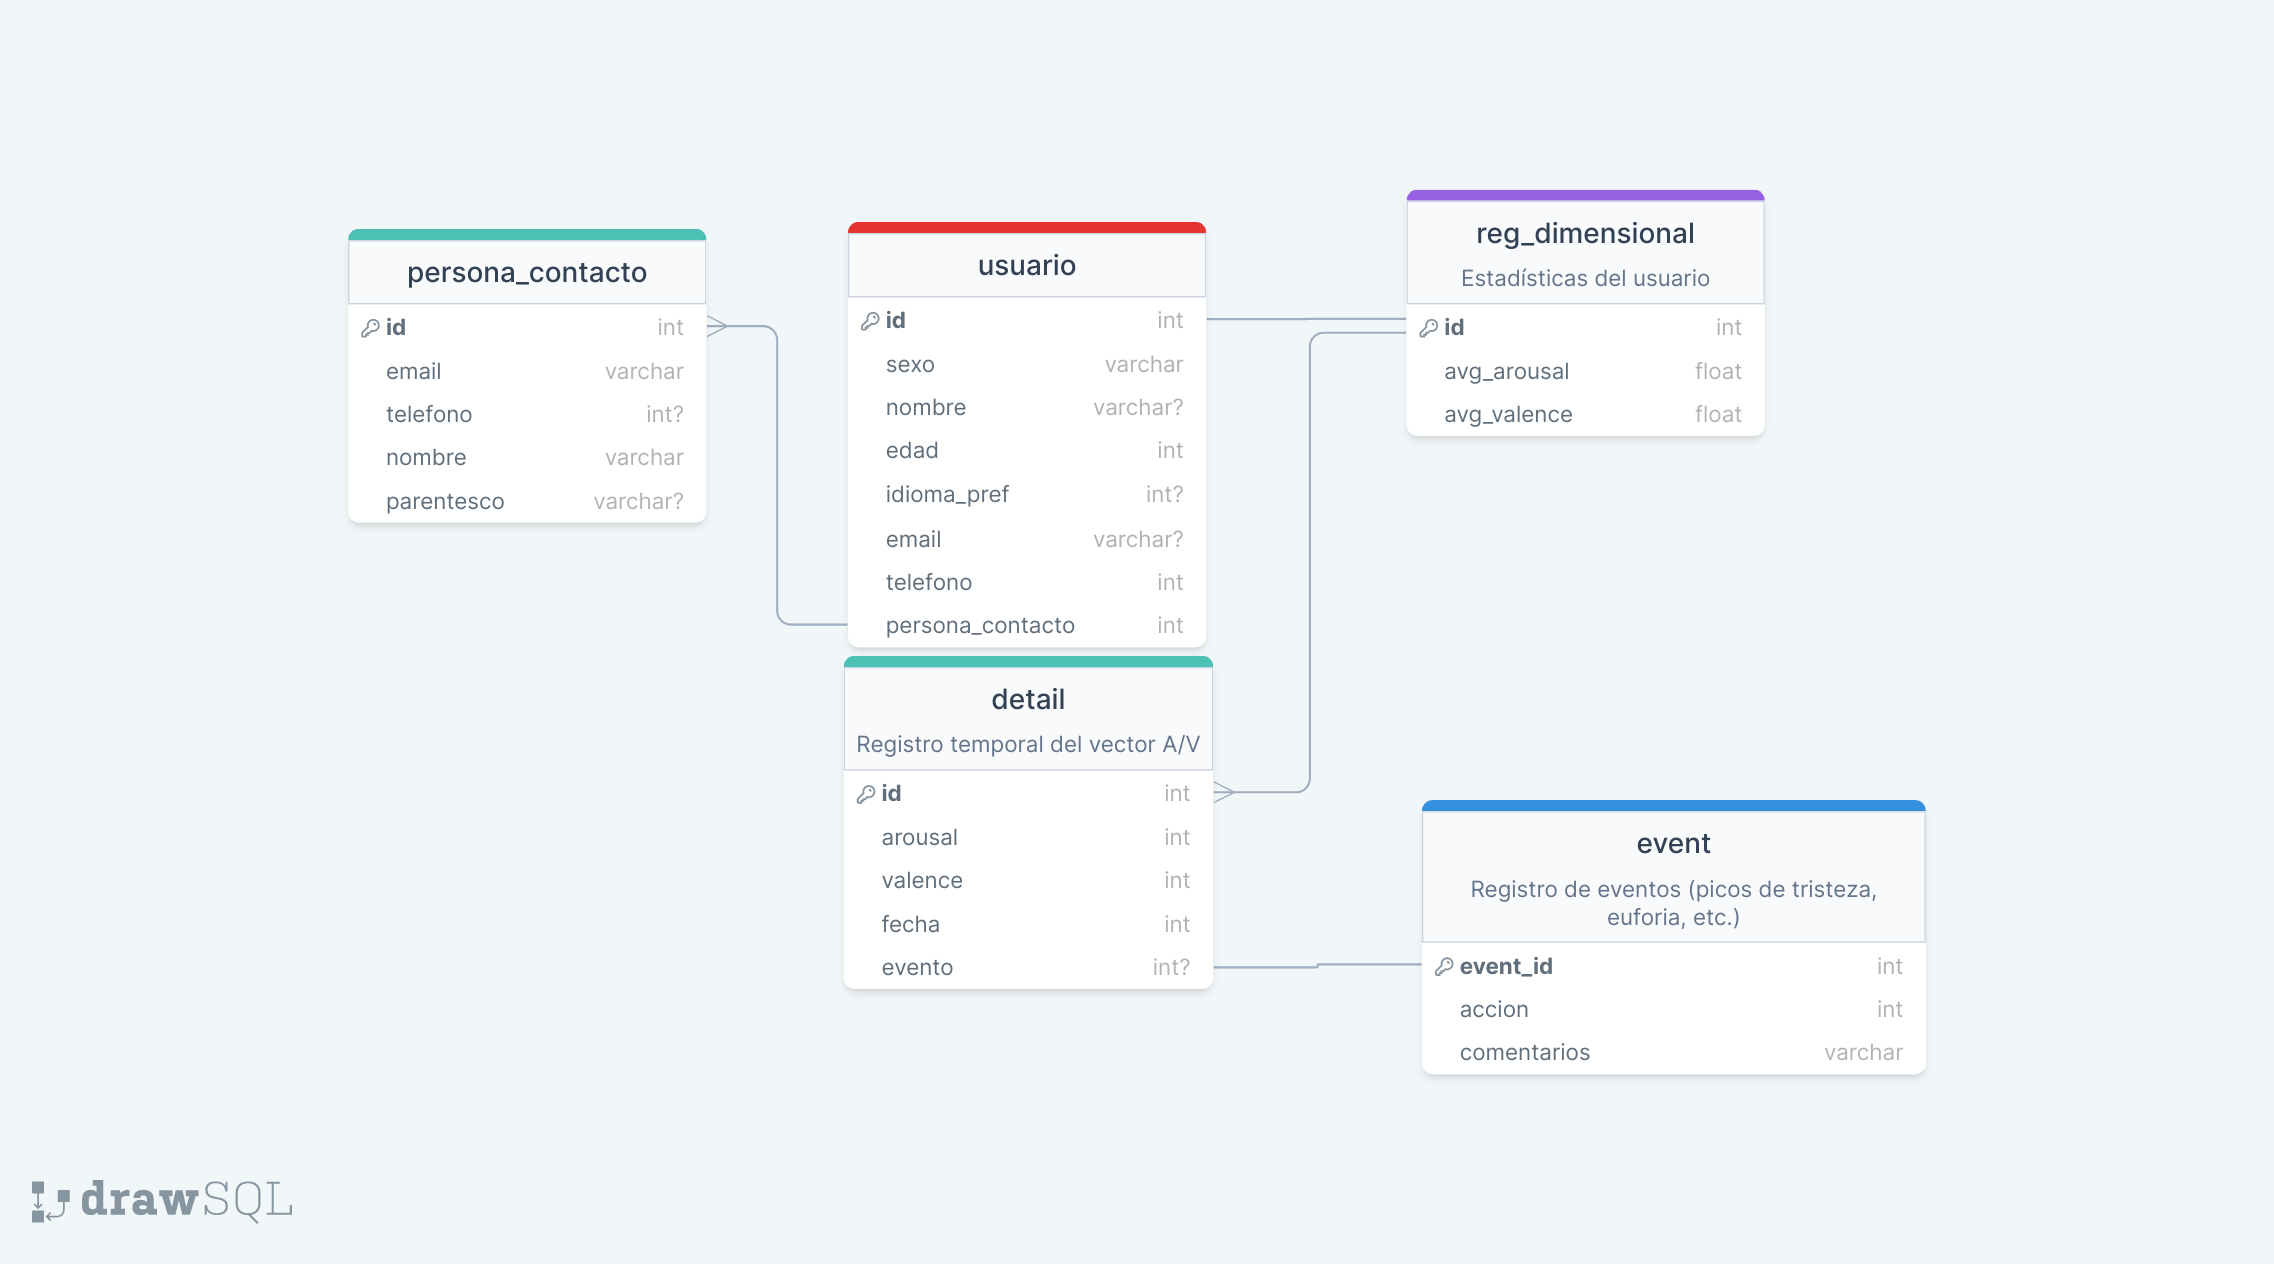 persona_contacto
id int
email varchar
telefono int?
nombre varchar
parentesco varchar?
usuario
id int
sexo varchar
nombre varchar?
edad int
idioma_pref int?
email varchar?
telefono int
persona_contacto int
reg_dimensional
Estadísticas del usuario
id int
avg_arousal float
avg_valence float
detail
Registro temporal del vector A/V
id int
arousal int
valence int
fecha int
evento int?
event
Registro de eventos (picos de tristeza,
euforia, etc.)
event_id int
accion int
comentarios varchar
drawSQL